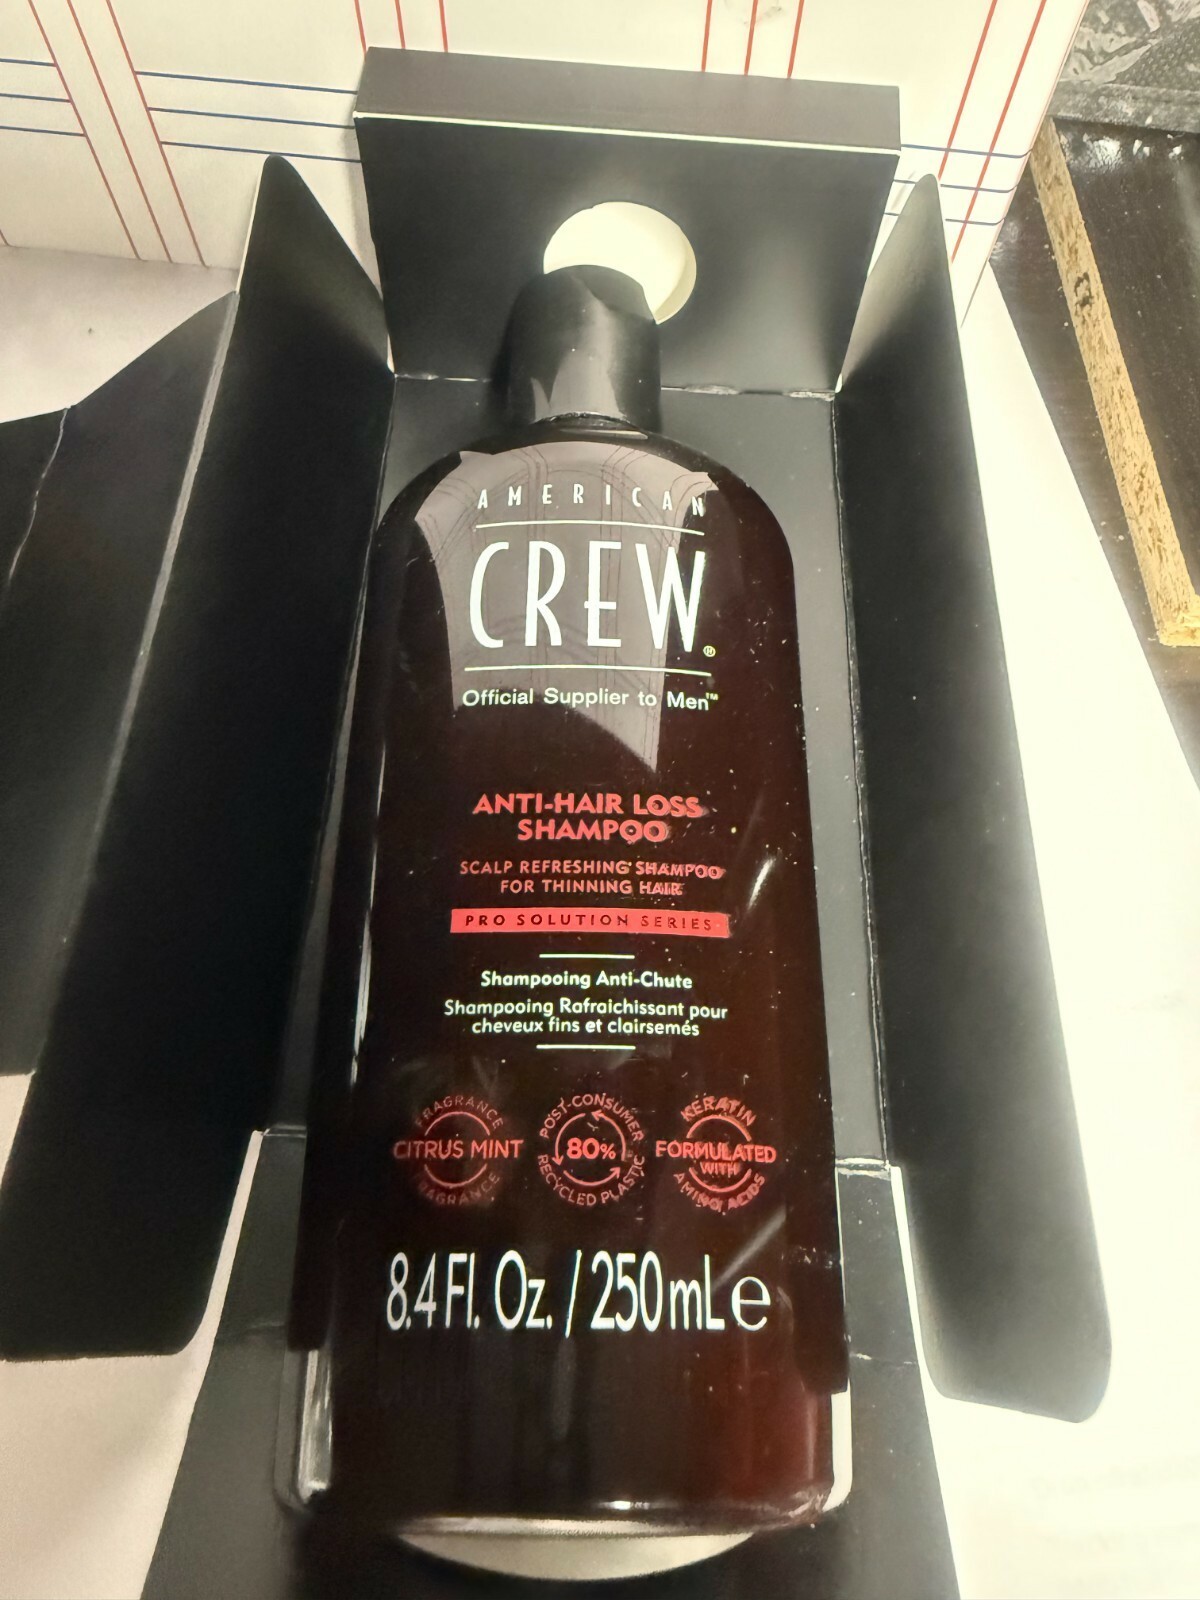 AMERICAN
CREW®
Official Supplier to Men™
ANTI-HAIR LOSS
SHAMPOO
SCALP REFRESHING SHAMPOO
FOR THINNING HAIR
PRO SOLUTION SERIES
Shampooing Anti-Chute
Shampooing Rafraichissant pour
cheveux fins et clairsemés
FRAGRANCE
CITRUS MINT
FRAGRANCE
POST-CONSUMER
80%
RECYCLED PLASTIC
KERATIN
FORMULATED
WITH
AMINO ACIDS
8.4 Fl. Oz. / 250 mL e